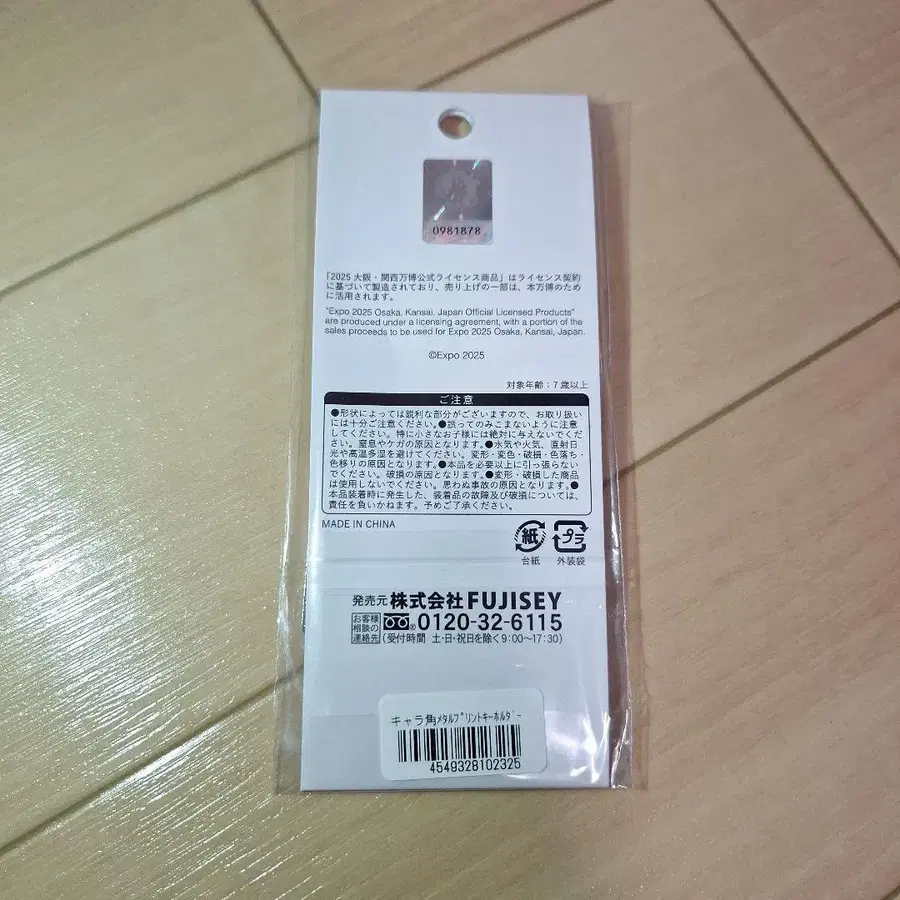 0981878
「2025 大阪・関西万博公式ライセンス商品」はライセンス契約
に基づいて製造されており、売り上げの一部は、本万博のため
に活用されます。
"Expo 2025 Osaka, Kansai, Japan Official Licensed Products"
are produced under a licensing agreement, with a portion of the
sales proceeds to be used for Expo 2025 Osaka, Kansai, Japan.
©Expo 2025
対象年齢：7歳以上
ご注意
●形状によっては鋭利な部分がございますので、お取り扱い
には十分ご注意ください。●誤ってのみこまないように注意
してください。特に小さなお子様には絶対に与えないでくだ
さい。窒息やケガの原因となります。●水気や火気、直射日
光や高温多湿を避けてください。変形・変色・破損・色落ち・
色移りの原因となります。●本品を必要以上に引っ張らない
でください。破損の原因となります。●変形・破損した商品
は使用しないでください。思わぬ事故の原因となります。●
本品装着時に発生した、装着品の故障及び破損については、
責任を負いかねます。予めご了承ください。
MADE IN CHINA
紙 プラ
台紙 外装袋
発売元 株式会社 FUJISEY
お客様相談の連絡先 0120-32-6115
(受付時間 土・日・祝日を除く9:00〜17:30)
キャラ角ﾒﾀﾙﾌﾟﾘﾝﾄｷｰﾎﾙﾀﾞｰ
4549328102325